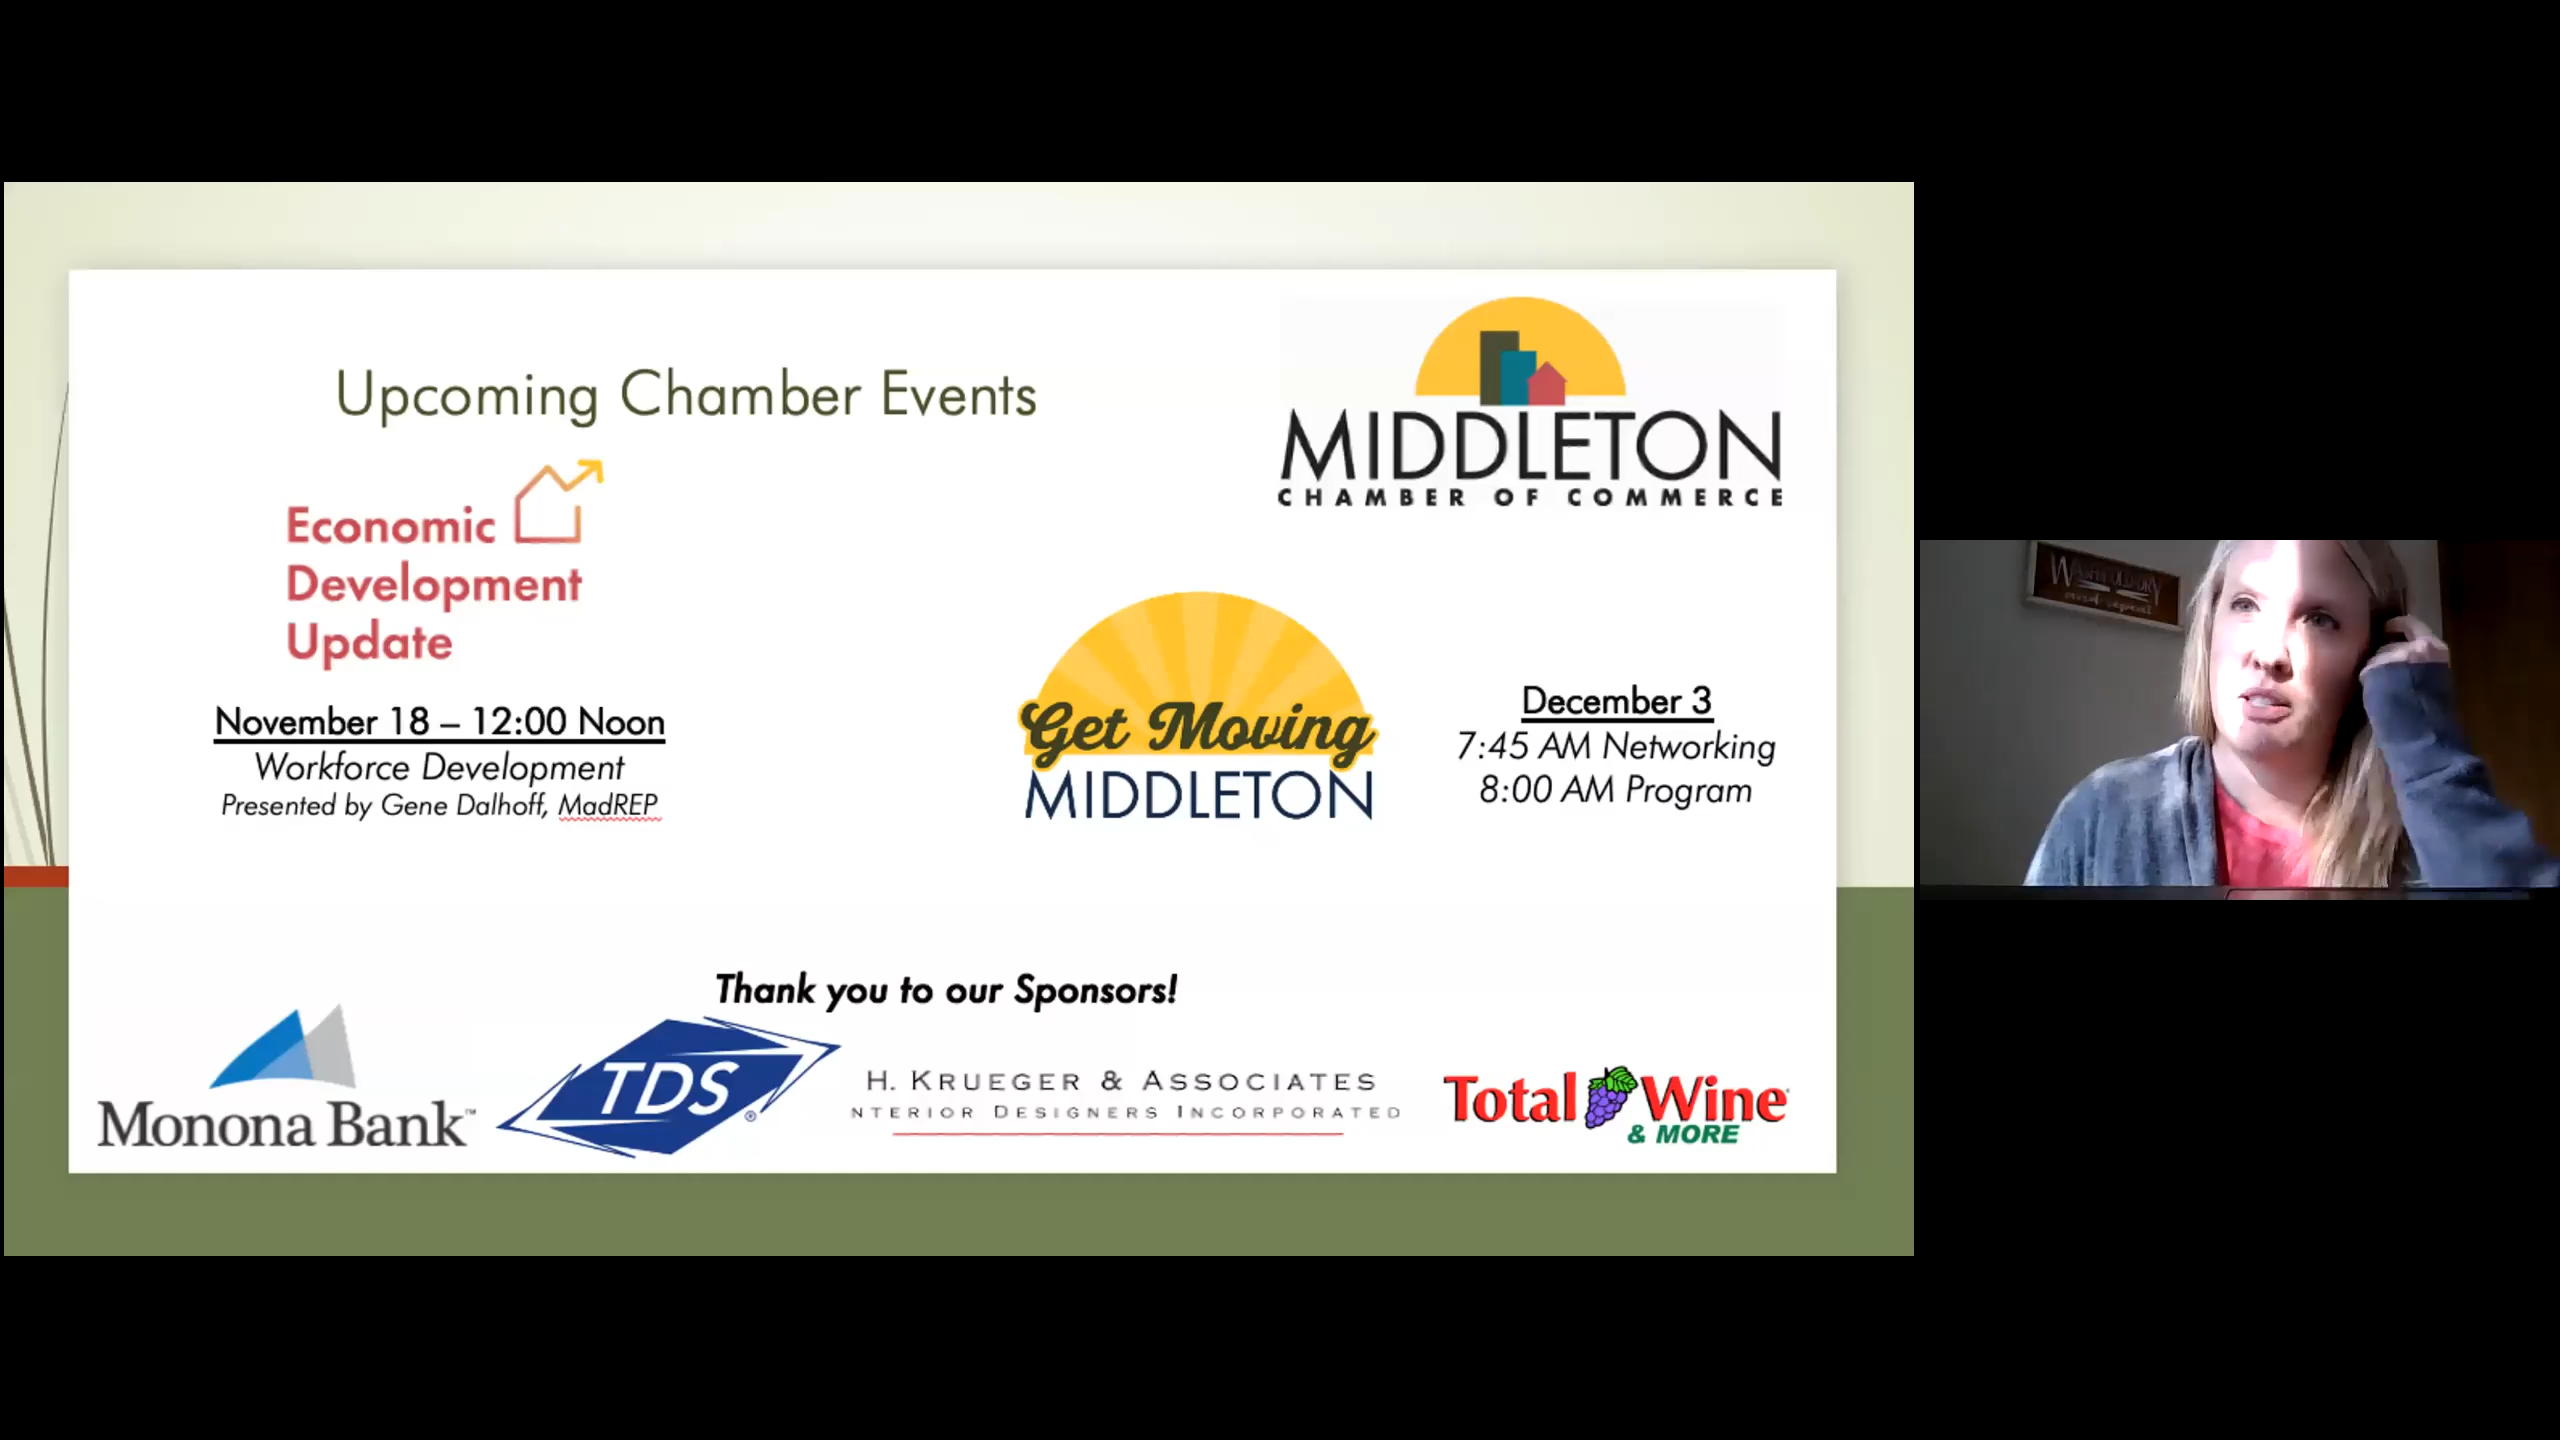 Upcoming Chamber Events
MIDDLETON
CHAMBER OF COMMERCE
Economic
Development
Update
November 18 – 12:00 Noon
Workforce Development
Presented by Gene Dalhoff, MadREP
Get Moving
MIDDLETON
December 3
7:45 AM Networking
8:00 AM Program
Thank you to our Sponsors!
Monona Bank™
TDS®
H. KRUEGER & ASSOCIATES
NTERIOR DESIGNERS INCORPORATED
Total Wine
& MORE